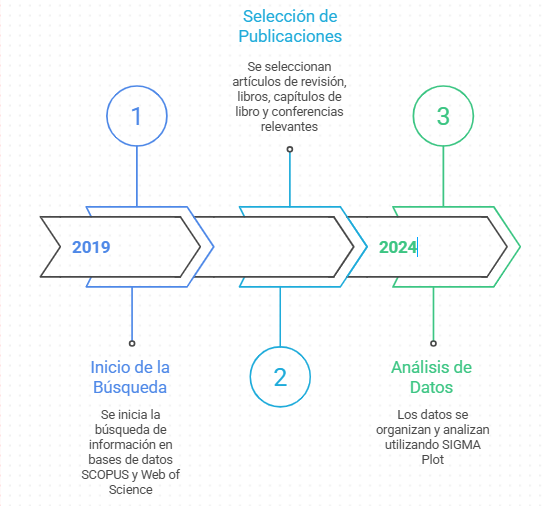 1
2019
Inicio de la
Búsqueda
Se inicia la
búsqueda de
información en
bases de datos
SCOPUS y Web of
Science
Selección de
Publicaciones
Se seleccionan
artículos de revisión,
libros, capítulos de
libro y conferencias
relevantes
2
3
2024
Análisis de
Datos
Los datos se
organizan y analizan
utilizando SIGMA
Plot